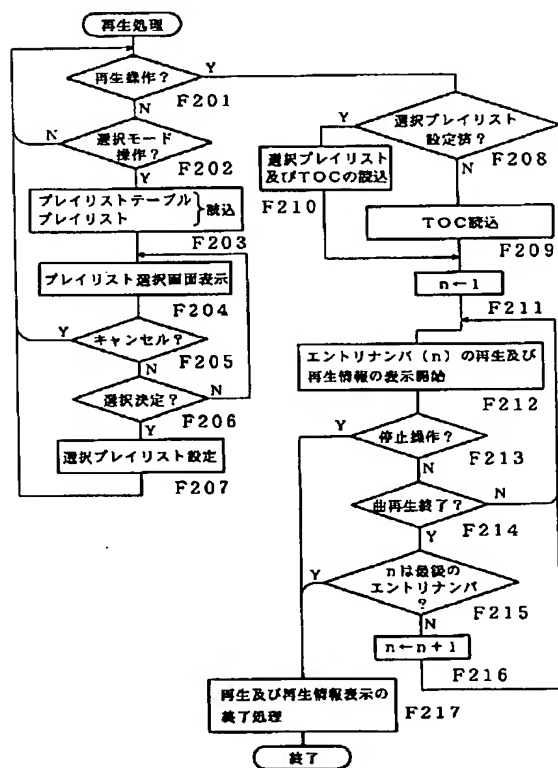 再生処理
再生操作?
Y
N
F201
選択モード
操作?
N
Y
F202
プレイリストテーブル
プレイリスト
読込
F203
プレイリスト選択画面表示
F204
キャンセル?
Y
N
F205
選択決定?
N
Y
F206
選択プレイリスト設定
F207
選択プレイリスト
設定済?
Y
N
F208
選択プレイリスト
及びTOCの読込
F210
TOC読込
F209
n←1
F211
エントリナンバ(n)の再生及び
再生情報の表示開始
F212
停止操作?
Y
N
F213
曲再生終了?
N
Y
F214
nは最後の
エントリナンバ
?
Y
N
F215
n←n+1
F216
再生及び再生情報表示の
終了処理
F217
終了